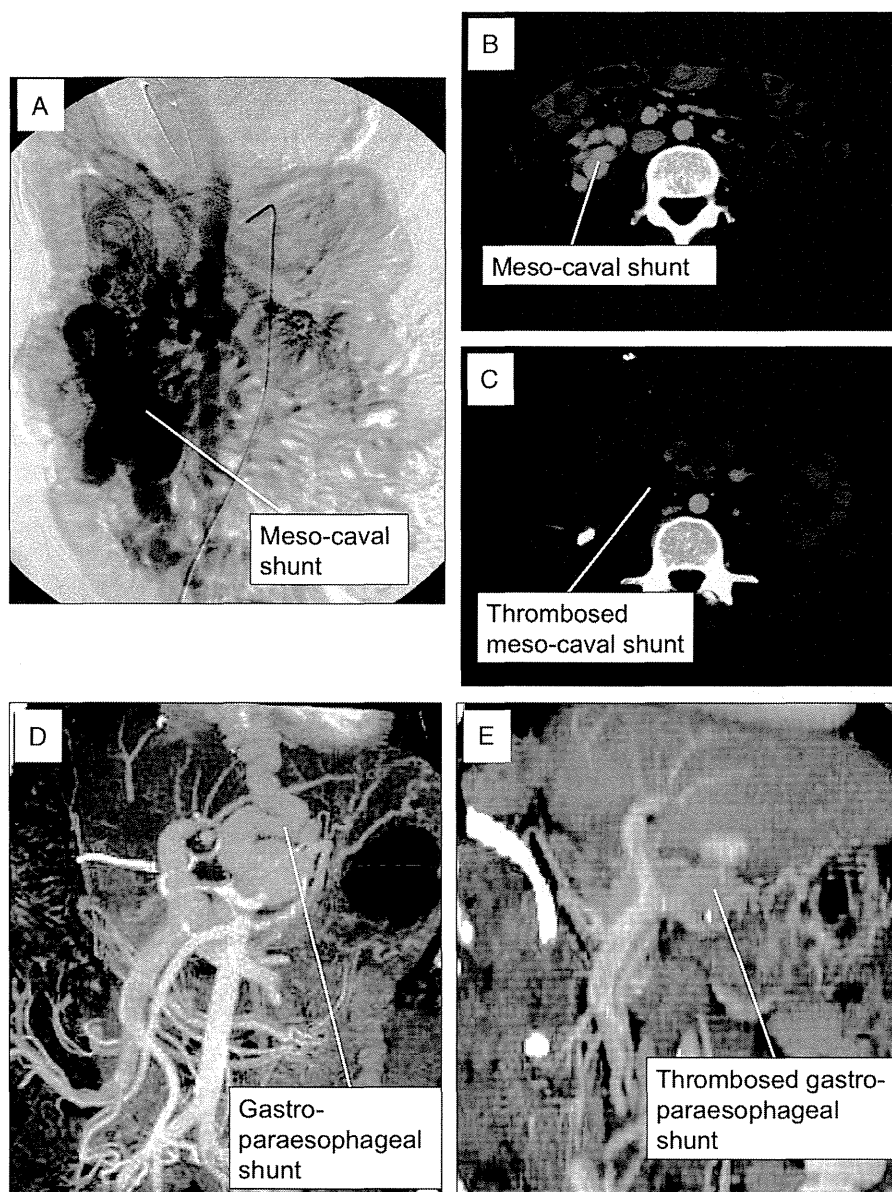 A
Meso-caval
shunt
B
Meso-caval shunt
C
Thrombosed
meso-caval shunt
D
Gastro-
paraesophageal
shunt
E
Thrombosed gastro-
paraesophageal
shunt